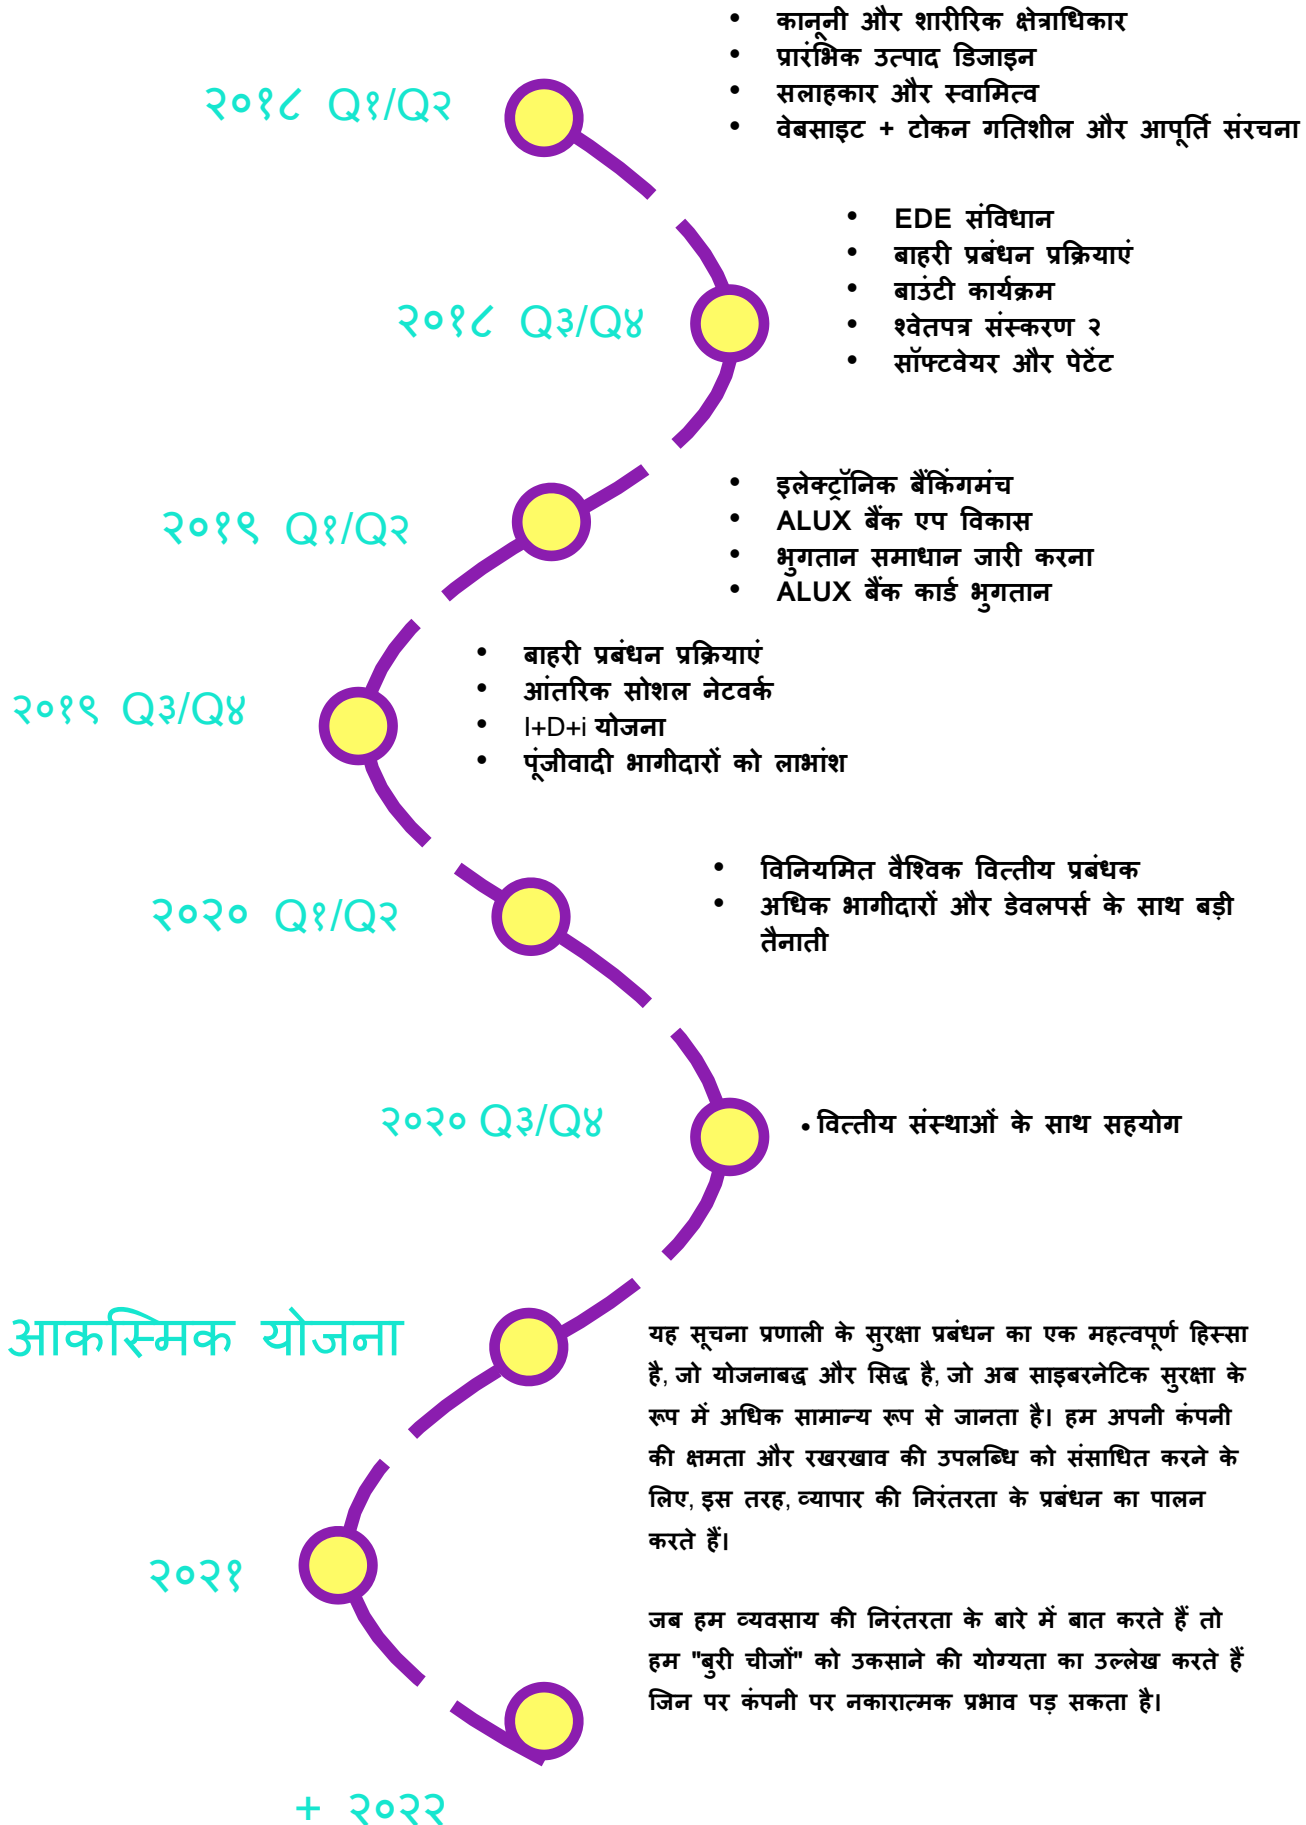 • कानूनी और शारीरिक क्षेत्राधिकार
• प्रारंभिक उत्पाद डिजाइन
२०१८ Q१/Q२
• सलाहकार और स्वामित्व
• वेबसाइट + टोकन गतिशील और आपूर्ति संरचना
• EDE संविधान
• बाहरी प्रबंधन प्रक्रियाएं
• बाउंटी कार्यक्रम
२०१८ Q३/Q४
• श्वेतपत्र संस्करण २
• सॉफ्टवेयर और पेटेंट
• इलेक्ट्रॉनिक बैंकिंगमंच
२०१९ Q१/Q२
• ALUX बैंक एप विकास
• भुगतान समाधान जारी करना
• ALUX बैंक कार्ड भुगतान
• बाहरी प्रबंधन प्रक्रियाएं
• आंतरिक सोशल नेटवर्क
२०१९ Q३/Q४
• I+D+i योजना
• पूंजीवादी भागीदारों को लाभांश
• विनियमित वैश्विक वित्तीय प्रबंधक
२०२० Q१/Q२
• अधिक भागीदारों और डेवलपर्स के साथ बड़ी
तैनाती
२०२० Q३/Q४
• वित्तीय संस्थाओं के साथ सहयोग
आकस्मिक योजना
यह सूचना प्रणाली के सुरक्षा प्रबंधन का एक महत्वपूर्ण हिस्सा
है, जो योजनाबद्ध और सिद्ध है, जो अब साइबरनेटिक सुरक्षा के
रूप में अधिक सामान्य रूप से जानता है। हम अपनी कंपनी
की क्षमता और रखरखाव की उपलब्धि को संसाधित करने के
लिए, इस तरह, व्यापार की निरंतरता के प्रबंधन का पालन
करते हैं।
२०२१
जब हम व्यवसाय की निरंतरता के बारे में बात करते हैं तो
हम "बुरी चीजों" को उकसाने की योग्यता का उल्लेख करते हैं
जिन पर कंपनी पर नकारात्मक प्रभाव पड़ सकता है।
+ २०२२